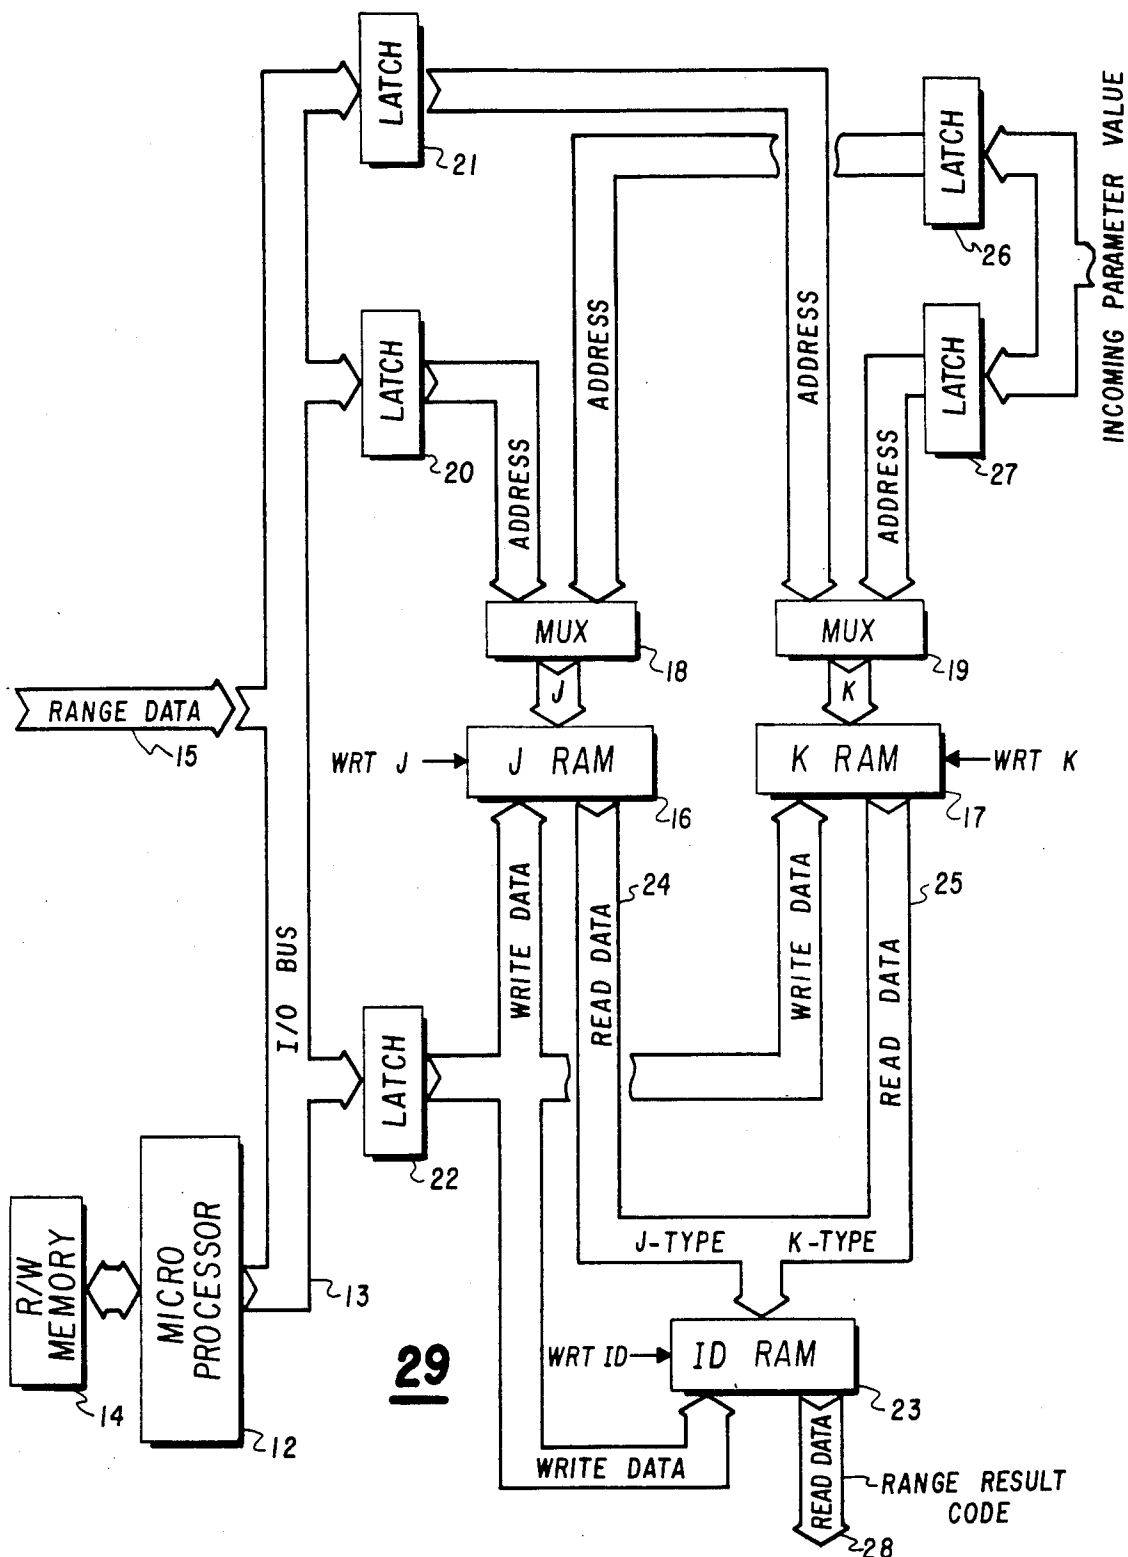 LATCH
21
LATCH
26
INCOMING PARAMETER VALUE
LATCH
20
ADDRESS
ADDRESS
ADDRESS
LATCH
27
ADDRESS
MUX
18
MUX
19
RANGE DATA
15
J
K
WRT J
J RAM
16
K RAM
17
WRT K
I/O BUS
WRITE DATA
READ DATA
24
WRITE DATA
READ DATA
25
LATCH
22
R/W
MEMORY
14
MICRO
PROCESSOR
12
13
J-TYPE
K-TYPE
29
WRT ID
ID RAM
23
WRITE DATA
READ DATA
28
RANGE RESULT
CODE